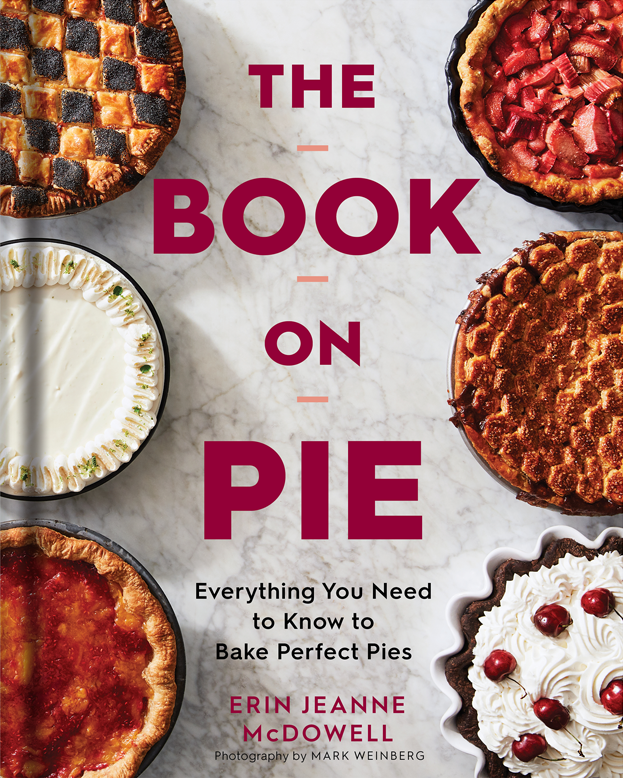 THE
BOOK
ON
PIE
Everything You Need
to Know to
Bake Perfect Pies
ERIN JEANNE
McDOWELL
Photography by MARK WEINBERG